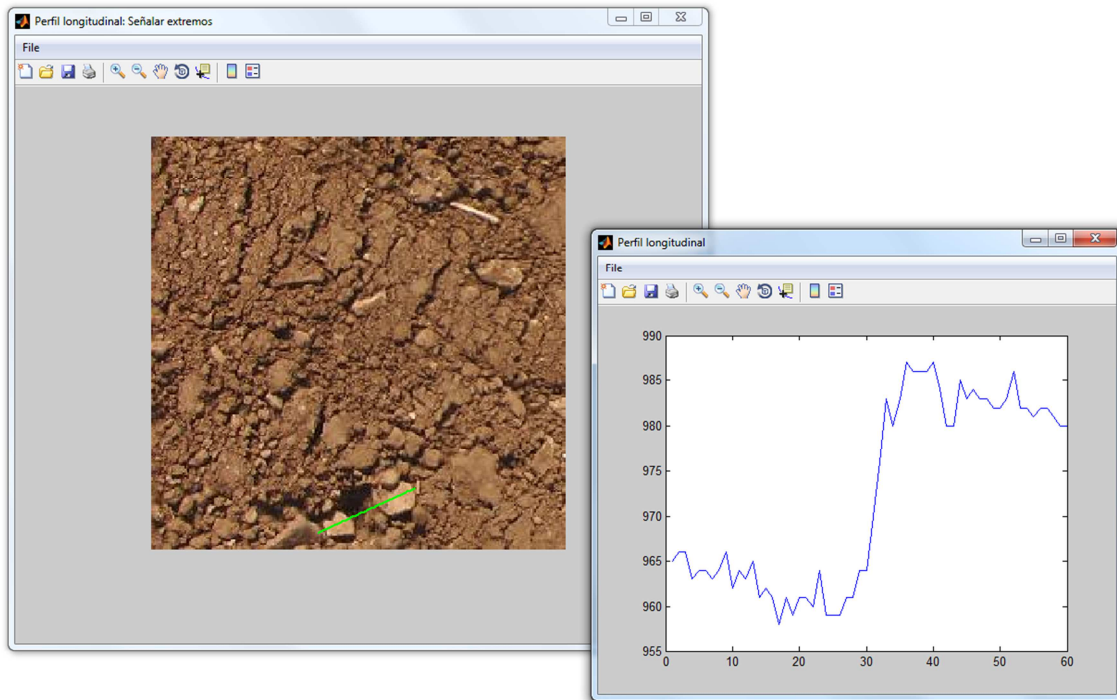 Perfil longitudinal: Señalar extremos
File
Perfil longitudinal
File
990
985
980
975
970
965
960
955
0 10 20 30 40 50 60